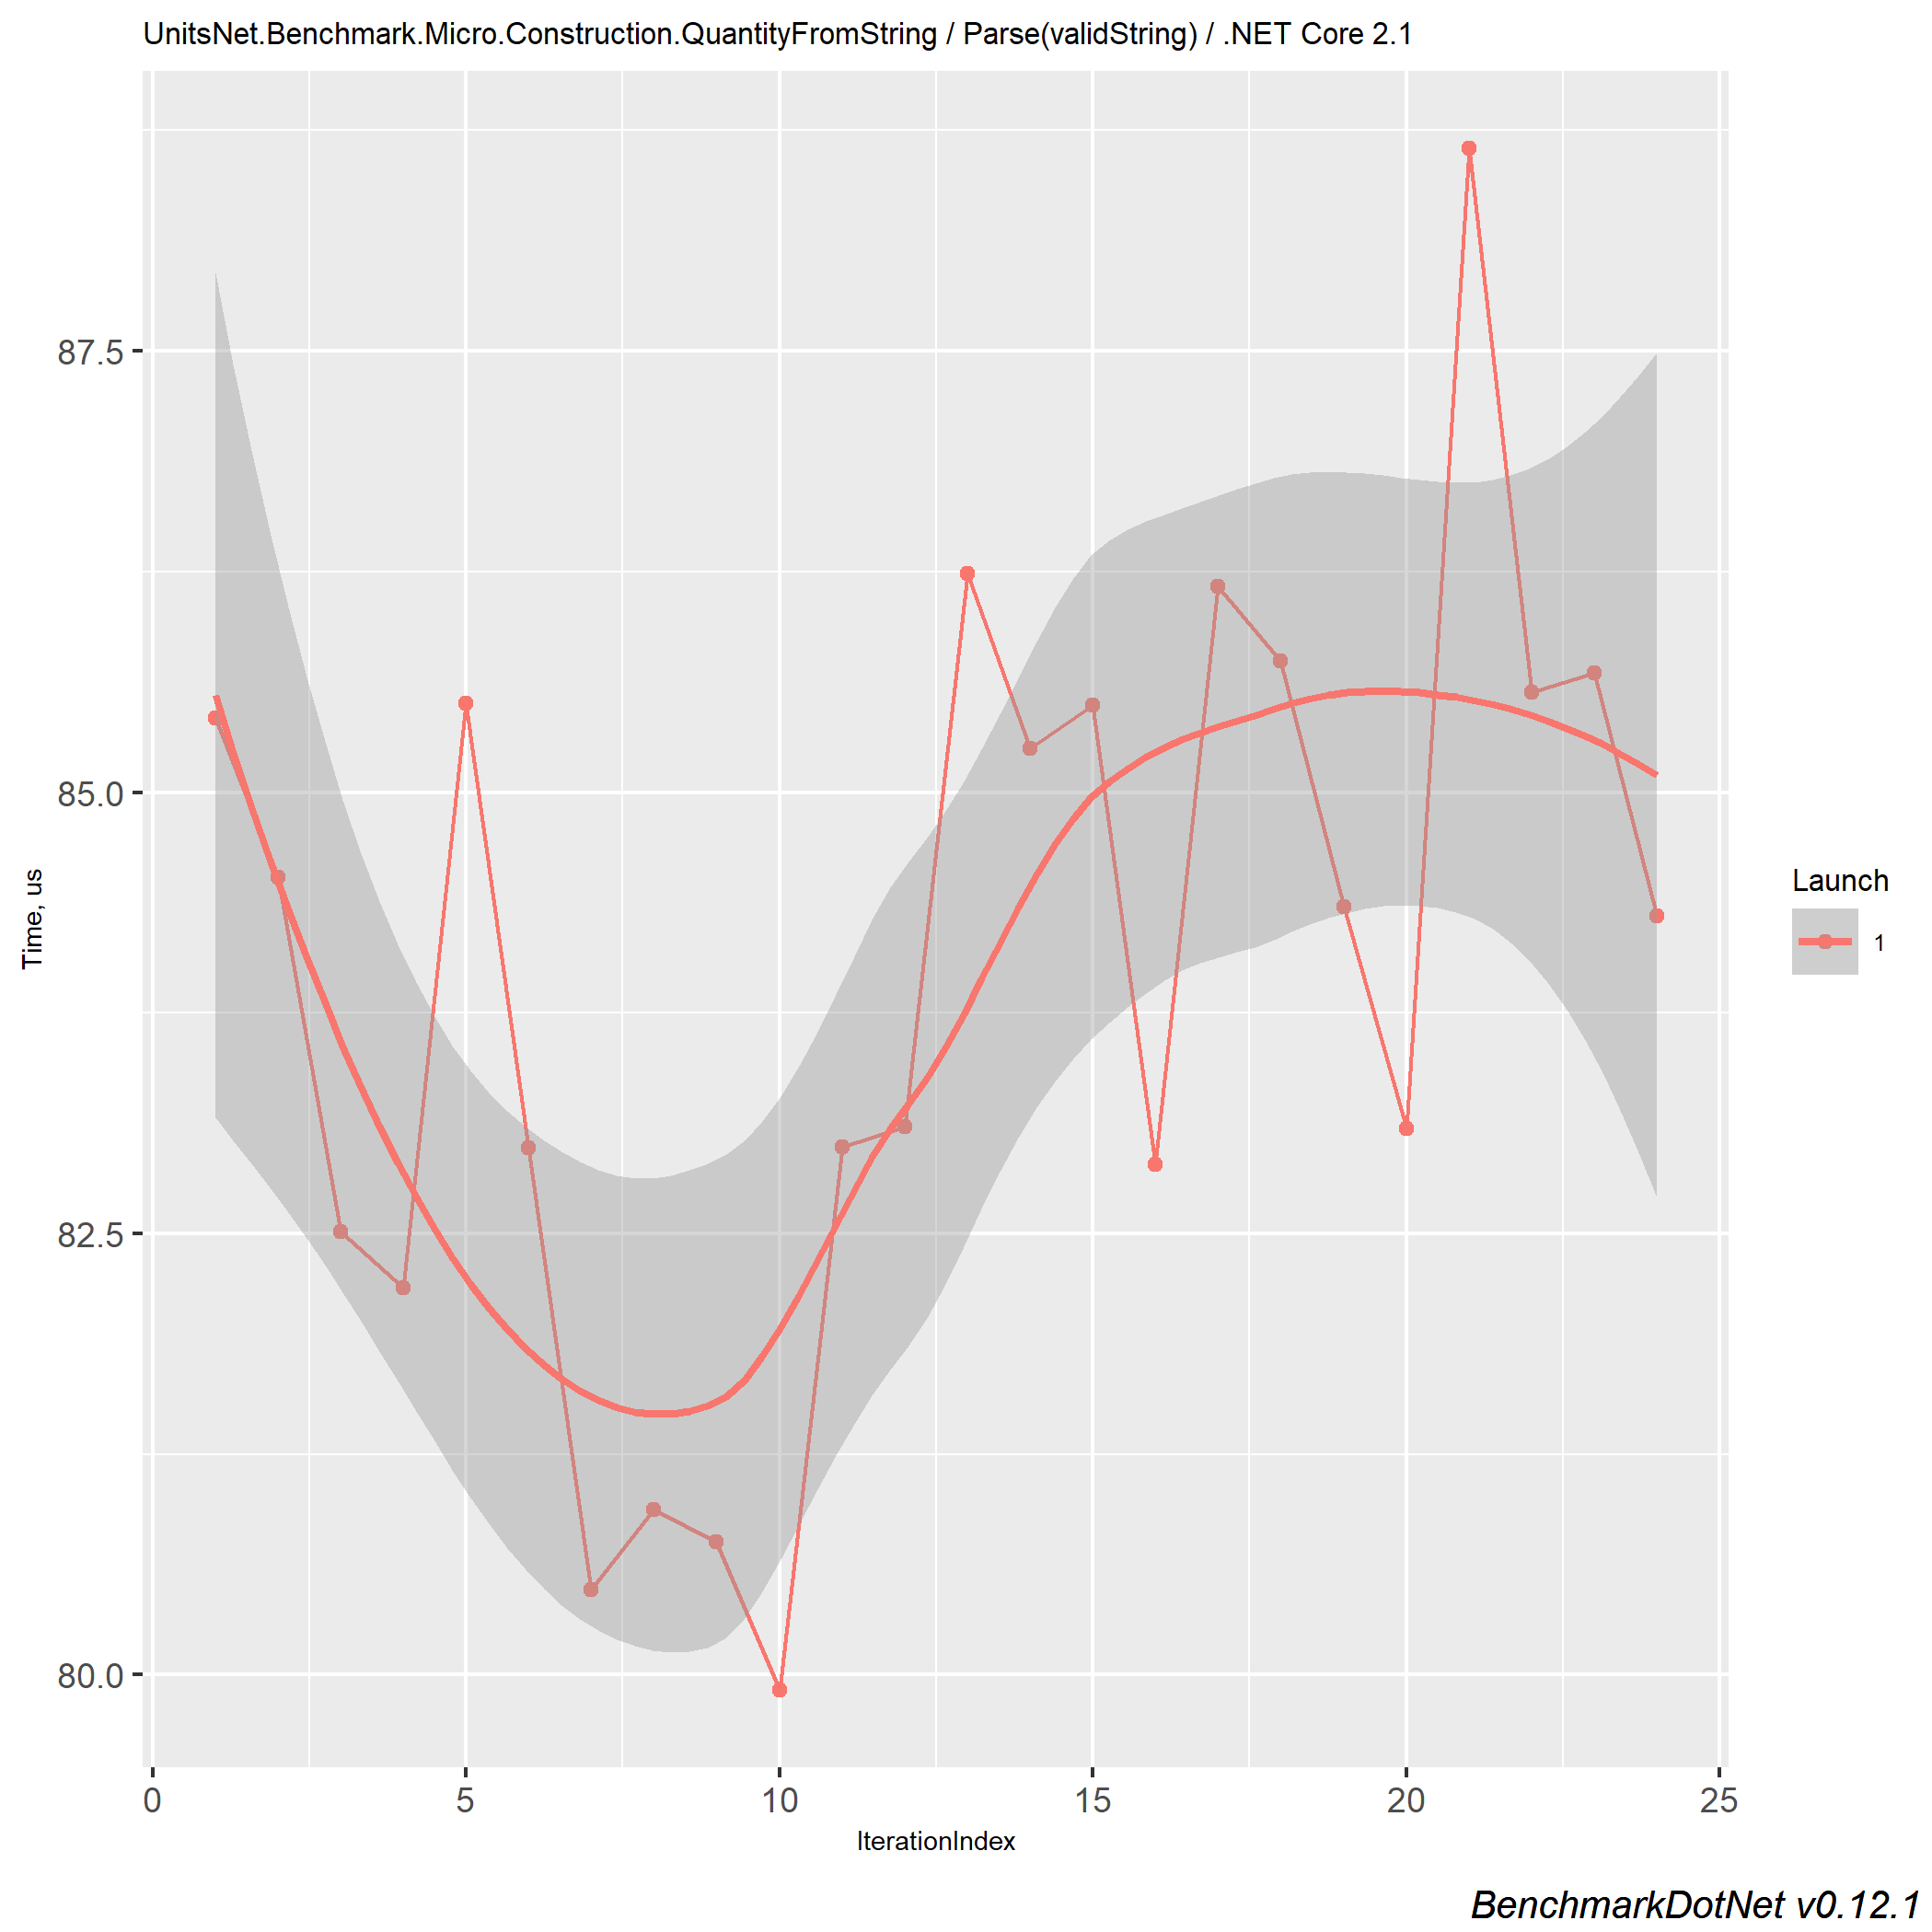 UnitsNet.Benchmark.Micro.Construction.QuantityFromString / Parse(validString) / .NET Core 2.1
87.5
85.0
82.5
80.0
Time, us
0 5 10 15 20 25
IterationIndex
Launch
1
BenchmarkDotNet v0.12.1